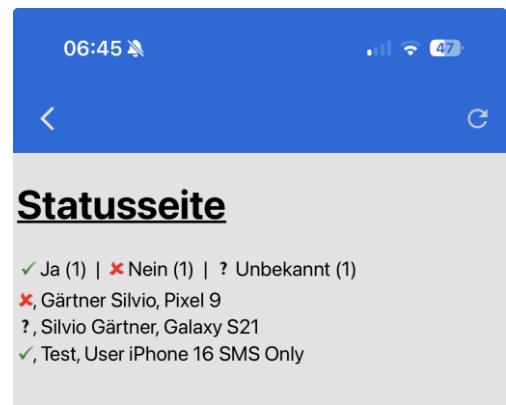 06:45 47
Statusseite
✓ Ja (1) | ✘ Nein (1) | ? Unbekannt (1)
✘, Gärtner Silvio, Pixel 9
?, Silvio Gärtner, Galaxy S21
✓, Test, User iPhone 16 SMS Only